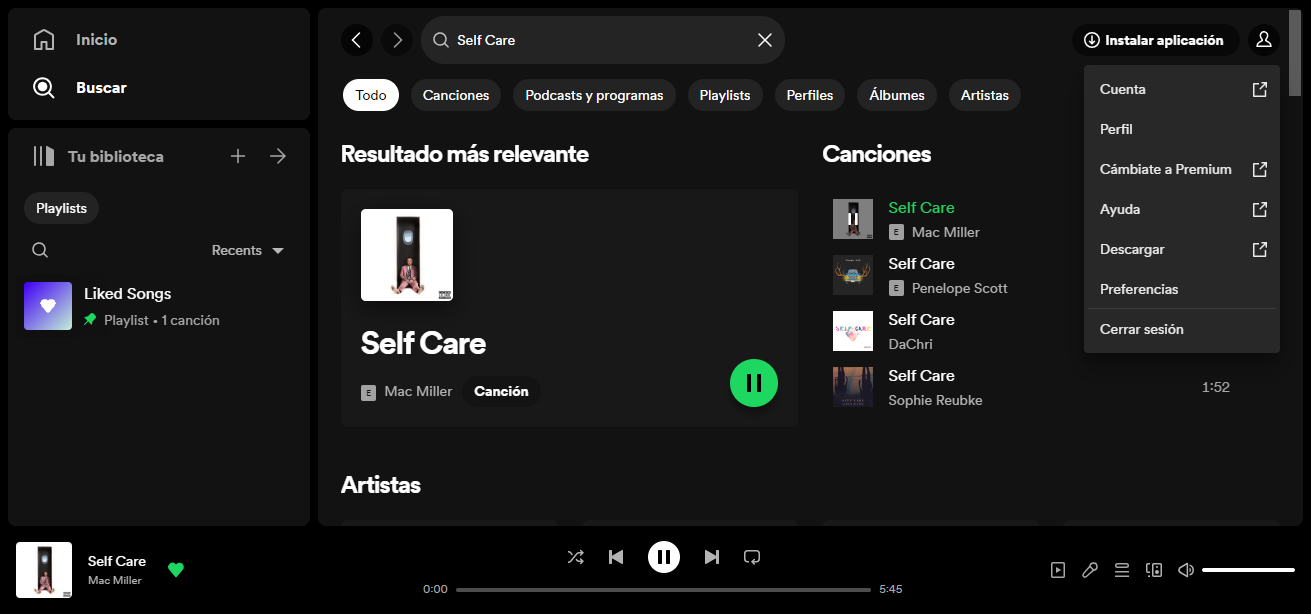 Inicio
Buscar
Tu biblioteca
Playlists
Recents
Liked Songs
Playlist • 1 canción
Self Care
Instalar aplicación
Todo
Canciones
Podcasts y programas
Playlists
Perfiles
Álbumes
Artistas
Resultado más relevante
Self Care
E Mac Miller
Canción
Canciones
Self Care
E Mac Miller
Self Care
E Penelope Scott
Self Care
DaChri
Self Care
Sophie Reubke
1:52
Cuenta
Perfil
Cámbiate a Premium
Ayuda
Descargar
Preferencias
Cerrar sesión
Artistas
Self Care
Mac Miller
0:00
5:45